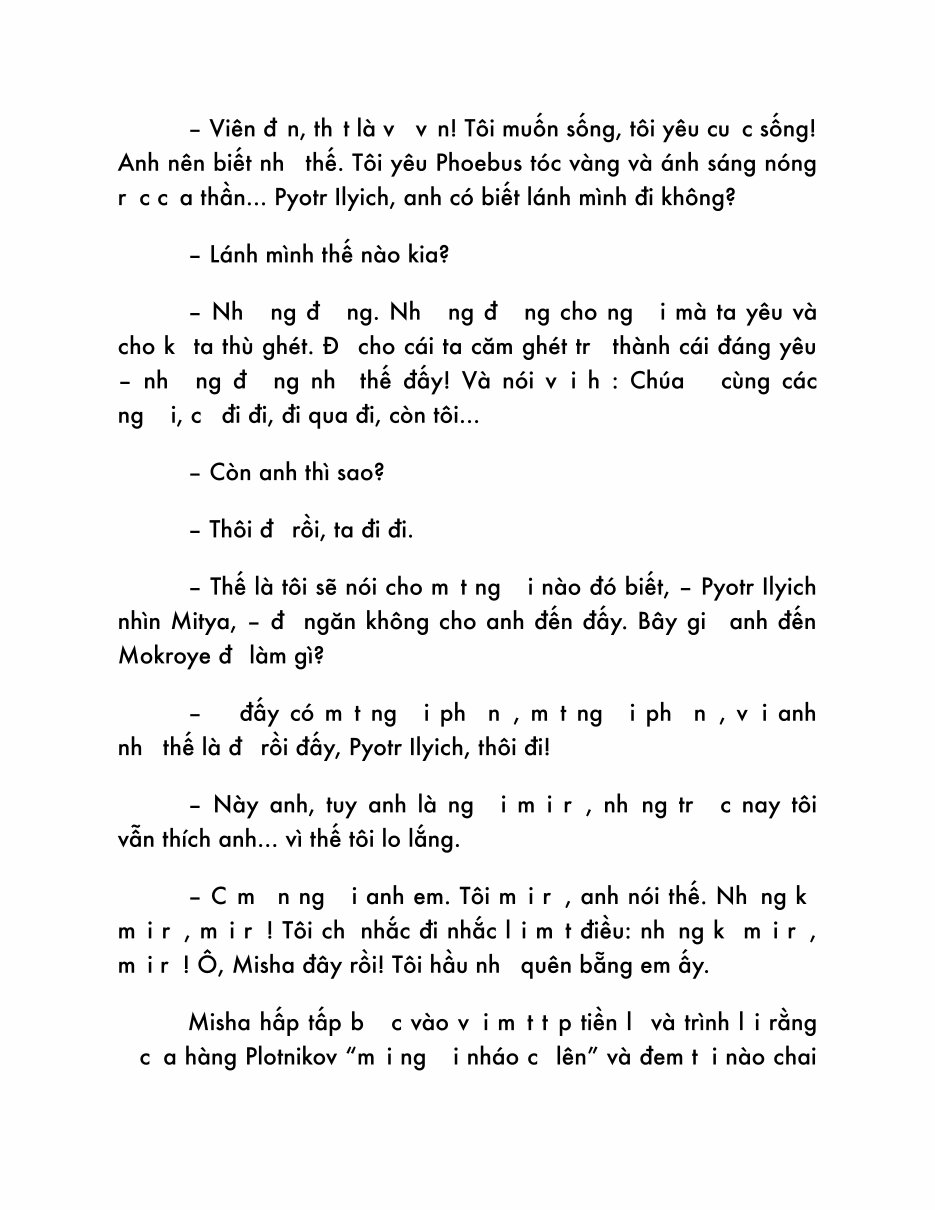 – Viên đ n, th t là v v n! Tôi muốn sống, tôi yêu cu c sống!
Anh nên biết nh thế. Tôi yêu Phoebus tóc vàng và ánh sáng nóng
r c c a thần... Pyotr Ilyich, anh có biết lánh mình đi không?
– Lánh mình thế nào kia?
– Nh ng đ ng. Nh ng đ ng cho ng i mà ta yêu và
cho k ta thù ghét. Đ cho cái ta căm ghét tr thành cái đáng yêu
– nh ng đ ng nh thế đấy! Và nói v i h : Chúa cùng các
ng i, c đi đi, đi qua đi, còn tôi...
– Còn anh thì sao?
– Thôi đ rồi, ta đi đi.
– Thế là tôi sẽ nói cho m t ng i nào đó biết, – Pyotr Ilyich
nhìn Mitya, – đ ngăn không cho anh đến đấy. Bây gi anh đến
Mokroye đ làm gì?
– đấy có m t ng i ph n , m t ng i ph n , v i anh
nh thế là đ rồi đấy, Pyotr Ilyich, thôi đi!
– Này anh, tuy anh là ng i m i r , nh ng tr c nay tôi
vẫn thích anh... vì thế tôi lo lắng.
– C m n ng i anh em. Tôi m i r , anh nói thế. Nh ng k
m i r , m i r ! Tôi ch nhắc đi nhắc l i m t điều: nh ng k m i r ,
m i r ! Ô, Misha đây rồi! Tôi hầu nh quên bẵng em ấy.
Misha hấp tấp b c vào v i m t t p tiền l và trình l i rằng
c a hàng Plotnikov “m i ng i nháo c lên” và đem t i nào chai